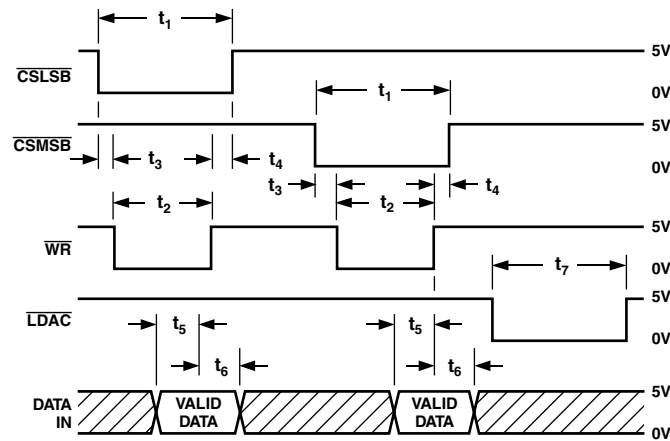 t1
5V
CSLSB
0V
t1
5V
CSMSB
t3
t4
0V
t3
t2
t2
t4
5V
WR
0V
t7
5V
LDAC
t5
t5
0V
t6
t6
5V
DATA
IN
VALID
DATA
VALID
DATA
0V